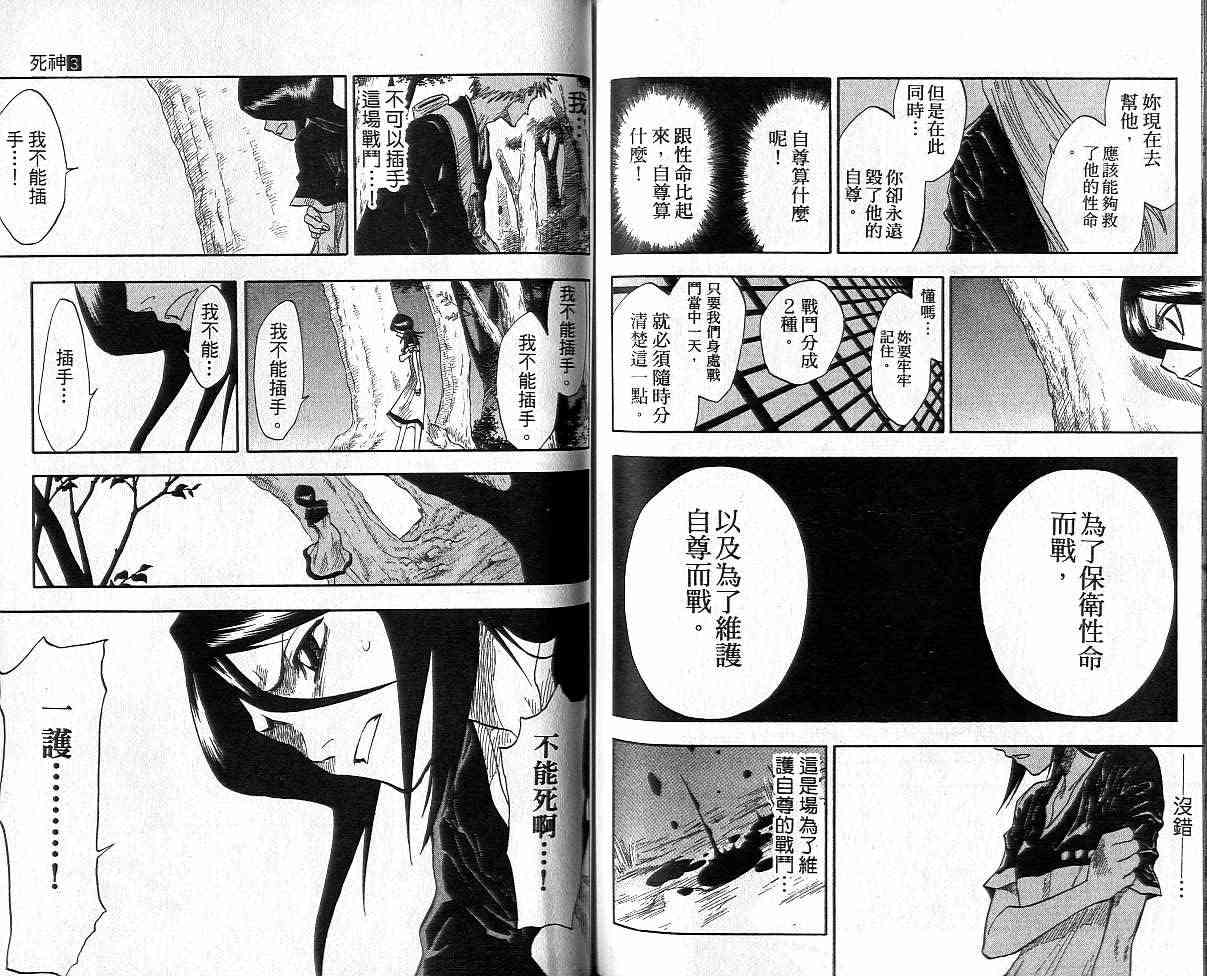 死神3
妳現在去
幫他，
應該能夠救
了他的性命
。
但是在此
同時⋯
你卻永遠
毀了他的
自尊。
自尊算什麼
呢！
跟性命比起
來，自尊算
什麼！
懂嗎⋯
妳要牢牢
記住。
戰鬥分成
2種。
只要我們身處戰
鬥當中一天，
就必須隨時分
清楚這一點。
為了保衛性命
而戰，
以及為了維護
自尊而戰。
——沒錯——⋯
這是場為了維
護自尊的戰鬥⋯
我⋯
不可以插手
這場戰鬥⋯！
我不能插
手⋯！
我不能插手。
我不能插手。
我不能插手。
我不能⋯
插手⋯
不能死啊⋯！
一護⋯⋯⋯！